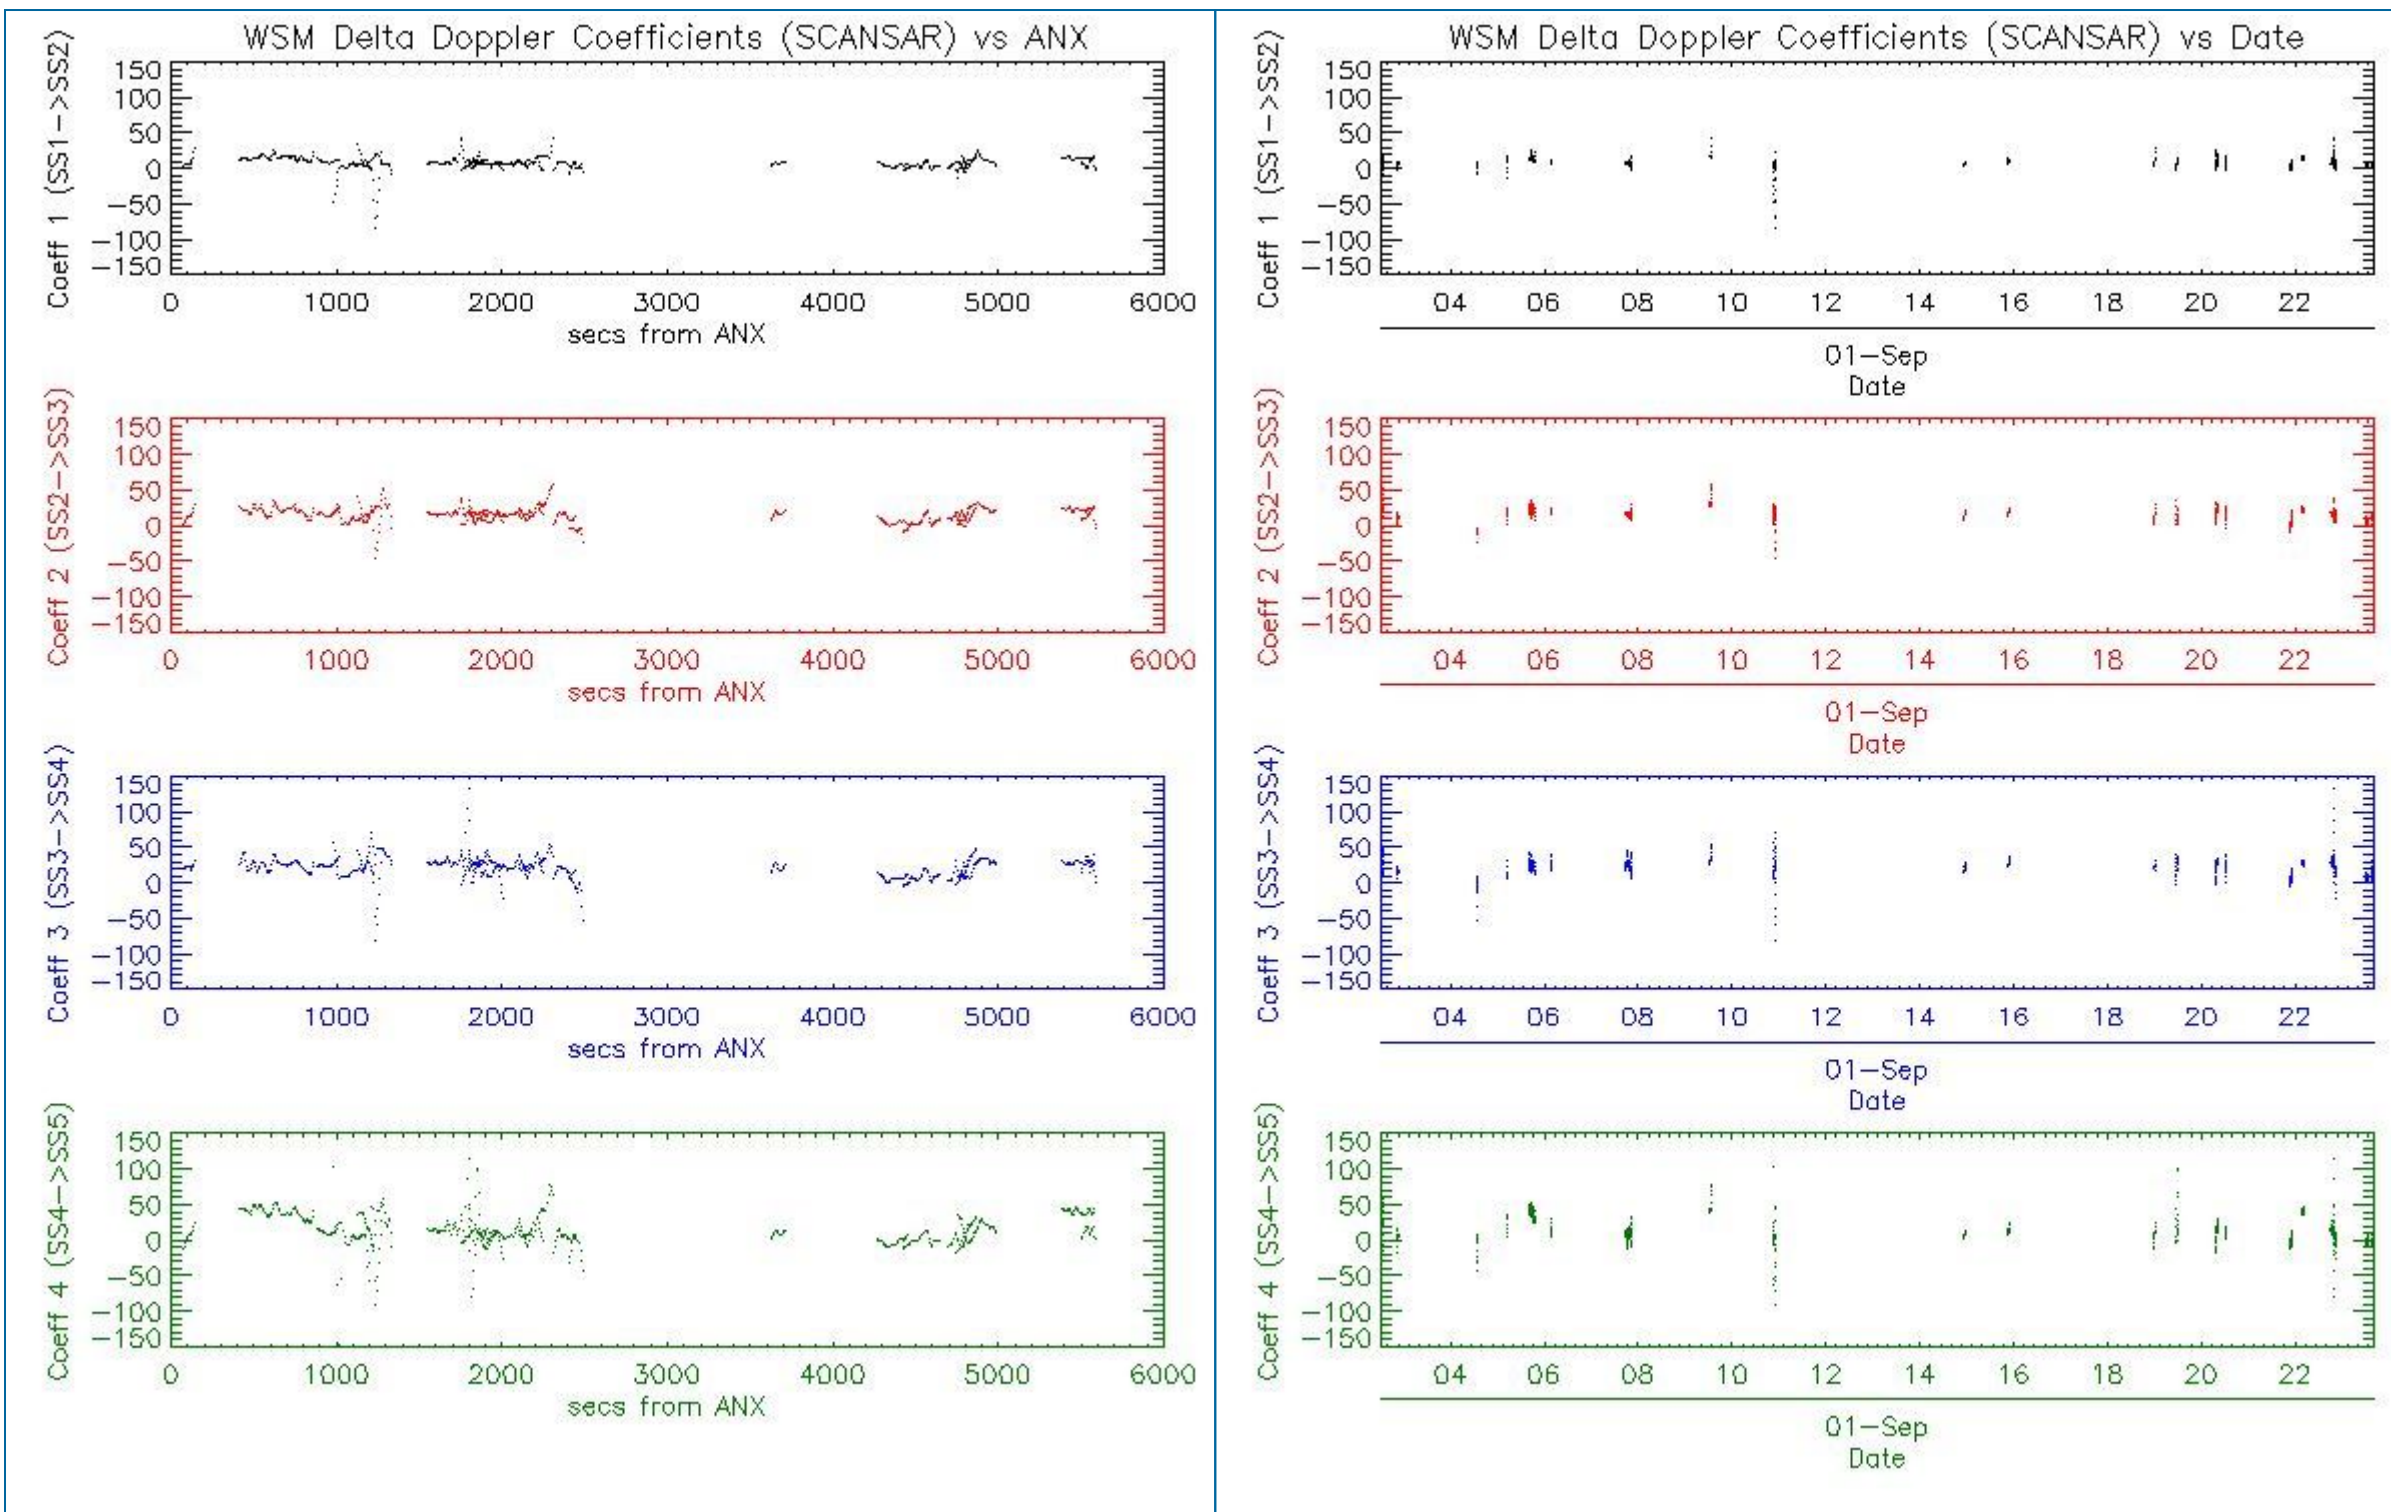 WSM Delta Doppler Coefficients (SCANSAR) vs ANX
Coeff 1 (SS1->SS2)
150
100
50
0
-50
-100
-150
0 1000 2000 3000 4000 5000 6000
secs from ANX
Coeff 2 (SS2->SS3)
150
100
50
0
-50
-100
-150
0 1000 2000 3000 4000 5000 6000
secs from ANX
Coeff 3 (SS3->SS4)
150
100
50
0
-50
-100
-150
0 1000 2000 3000 4000 5000 6000
secs from ANX
Coeff 4 (SS4->SS5)
150
100
50
0
-50
-100
-150
0 1000 2000 3000 4000 5000 6000
secs from ANX
WSM Delta Doppler Coefficients (SCANSAR) vs Date
Coeff 1 (SS1->SS2)
150
100
50
0
-50
-100
-150
04 06 08 10 12 14 16 18 20 22
01-Sep
Date
Coeff 2 (SS2->SS3)
150
100
50
0
-50
-100
-150
04 06 08 10 12 14 16 18 20 22
01-Sep
Date
Coeff 3 (SS3->SS4)
150
100
50
0
-50
-100
-150
04 06 08 10 12 14 16 18 20 22
01-Sep
Date
Coeff 4 (SS4->SS5)
150
100
50
0
-50
-100
-150
04 06 08 10 12 14 16 18 20 22
01-Sep
Date